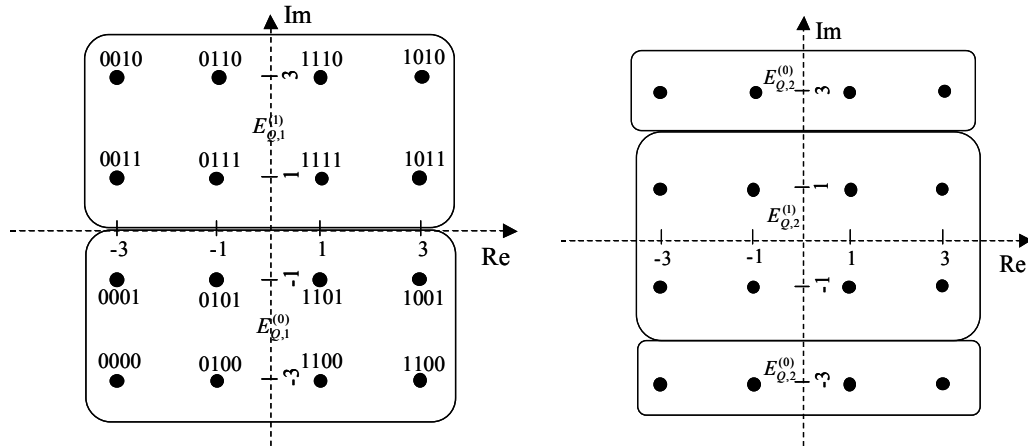 Im
0010 0110 1110 1010
3
E_{Q,1}^{(1)}
0011 0111 1111 1011
1
-3 -1 1 3
Re
-1
0001 0101 1101 1001
E_{Q,1}^{(0)}
0000 0100 1100 1100
-3
Im
E_{Q,2}^{(0)}
3
1
E_{Q,2}^{(1)}
-3 -1 1 3
Re
-1
E_{Q,2}^{(0)}
-3